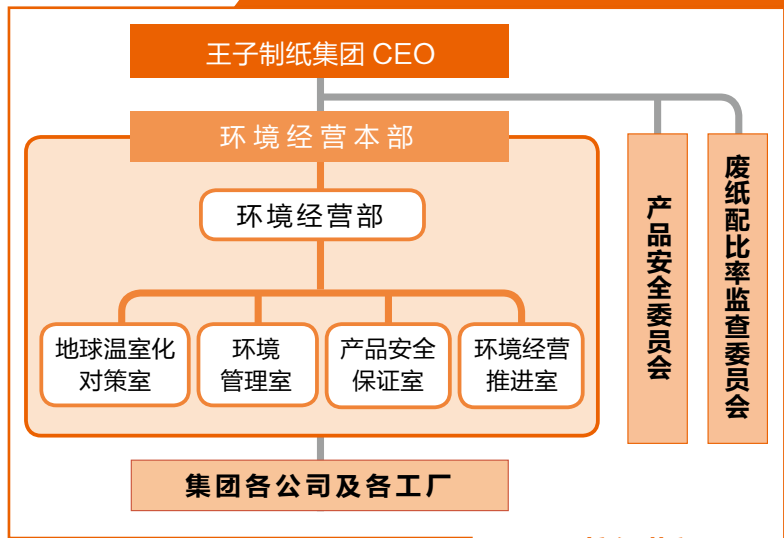 王子制纸集团 CEO
环境经营本部
环境经营部
地球温室化
对策室
环境
管理室
产品安全
保证室
环境经营
推进室
产品安全委员会
废纸配比率监查委员会
集团各公司及各工厂